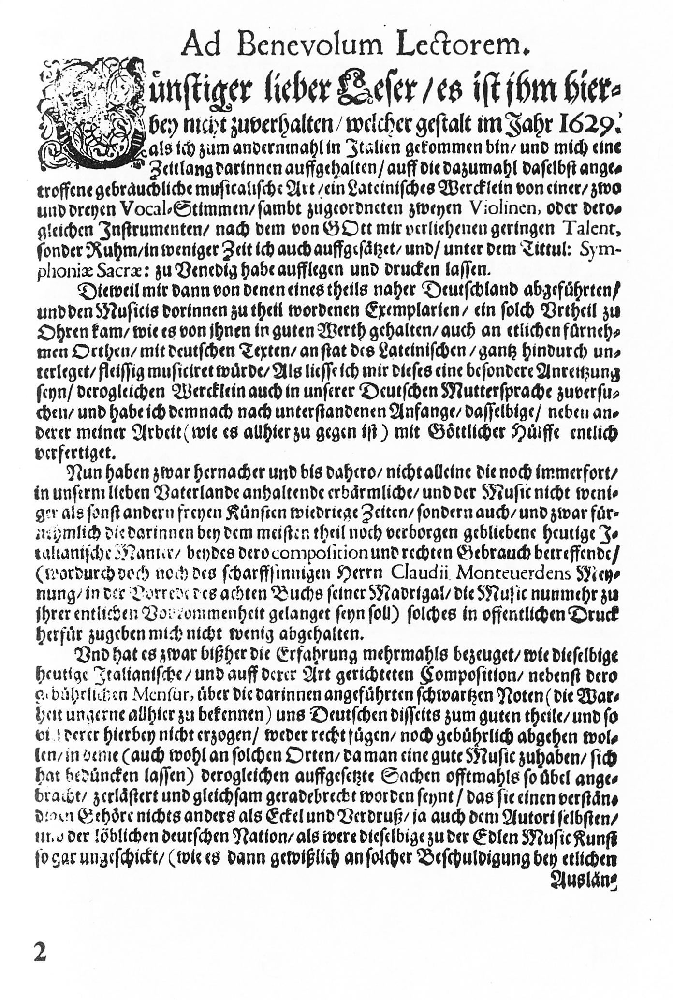 Ad Benevolum Lectorem.
Günstiger lieber Leser / es ist jhm hier-
bey nicht zuverhalten / welcher gestalt im Jahr 1629.
als ich zum andernmahl in Italien gekommen bin / und mich eine
Zeitlang darinnen auffgehalten / auff die dazumahl daselbst ange-
troffene gebräuchliche musicalische Art / ein Lateinisches Wercklein von einer / zwo
und dreyen Vocal-Stimmen / sambt zugeordneten zweyen Violinen, oder dero-
gleichen Instrumenten / nach dem von GOtt mir verliehenen geringen Talent,
sonder Ruhm / in weniger Zeit ich auch auffgesätzet / und / unter dem Tittul: Sym-
phoniæ Sacræ: zu Venedig habe aufflegen und drucken lassen.
Dieweil mir dann von denen eines theils naher Deutschland abgeführten /
und den Musicis dorinnen zu theil wordenen Exemplarien / ein solch Vrtheil zu
Ohren kam / wie es von jhnen in guten Werth gehalten / auch an etlichen fürneh-
men Orthen / mit deutschen Texten / an stat des Lateinischen / gantz hindurch un-
terleget / fleissig musiciret würde / Als liesse ich mir dieses eine besondere Anreitzung
seyn / derogleichen Wercklein auch in unserer Deutschen Muttersprache zuversu-
chen / und habe ich demnach nach unterstandenen Anfange / dasselbige / neben an-
derer meiner Arbeit (wie es allhier zu gegen ist) mit Göttlicher Hülffe entlich
verfertiget.
Nun haben zwar hernacher und bis dahero / nicht alleine die noch immerfort /
in unserm lieben Vaterlande anhaltende erbärmliche / und der Music nicht weni-
ger als sonst andern freyen Künsten wiedriege Zeiten / sondern auch / und zwar für-
nehmlich die darinnen bey dem meisten theil noch verborgen gebliebene heutige I-
talianische Manier / beydes dero composition und rechten Gebrauch betreffende /
(wordurch doch noch des scharffsinnigen Herrn Claudii Monteuerdens Mey-
nung / in der Vorrede des achten Buchs seiner Madrigal / die Music nunmehr zu
jhrer entlichen Vollkommenheit gelanget seyn soll) solches in offentlichen Druck
herfür zugeben mich nicht wenig abgehalten.
Vnd hat es zwar bißher die Erfahrung mehrmahls bezeuget / wie dieselbige
heutige Italianische / und auff derer Art gerichteten Composition / nebenst dero
gebührlichen Mensur, über die darinnen angeführten schwartzen Noten (die War-
heit ungerne allhier zu bekennen) uns Deutschen disseits zum guten theile / und so
viel derer hierbey nicht erzogen / weder recht fügen / noch gebührlich abgehen wol-
len / in deme (auch wohl an solchen Orten / da man eine gute Music zuhaben / sich
hat bedüncken lassen) derogleichen auffgesetzte Sachen offtmahls so übel ange-
bracht / zerlästert und gleichsam geradebrecht worden seynt / das sie einen verstän-
digen Gehöre nichts anders als Eckel und Verdruß / ja auch dem Autori selbsten /
und der löblichen deutschen Nation / als were dieselbige zu der Edlen Music Kunst
so gar ungeschickt / (wie es dann gewißlich an solcher Beschuldigung bey etlichen
Auslän-
2